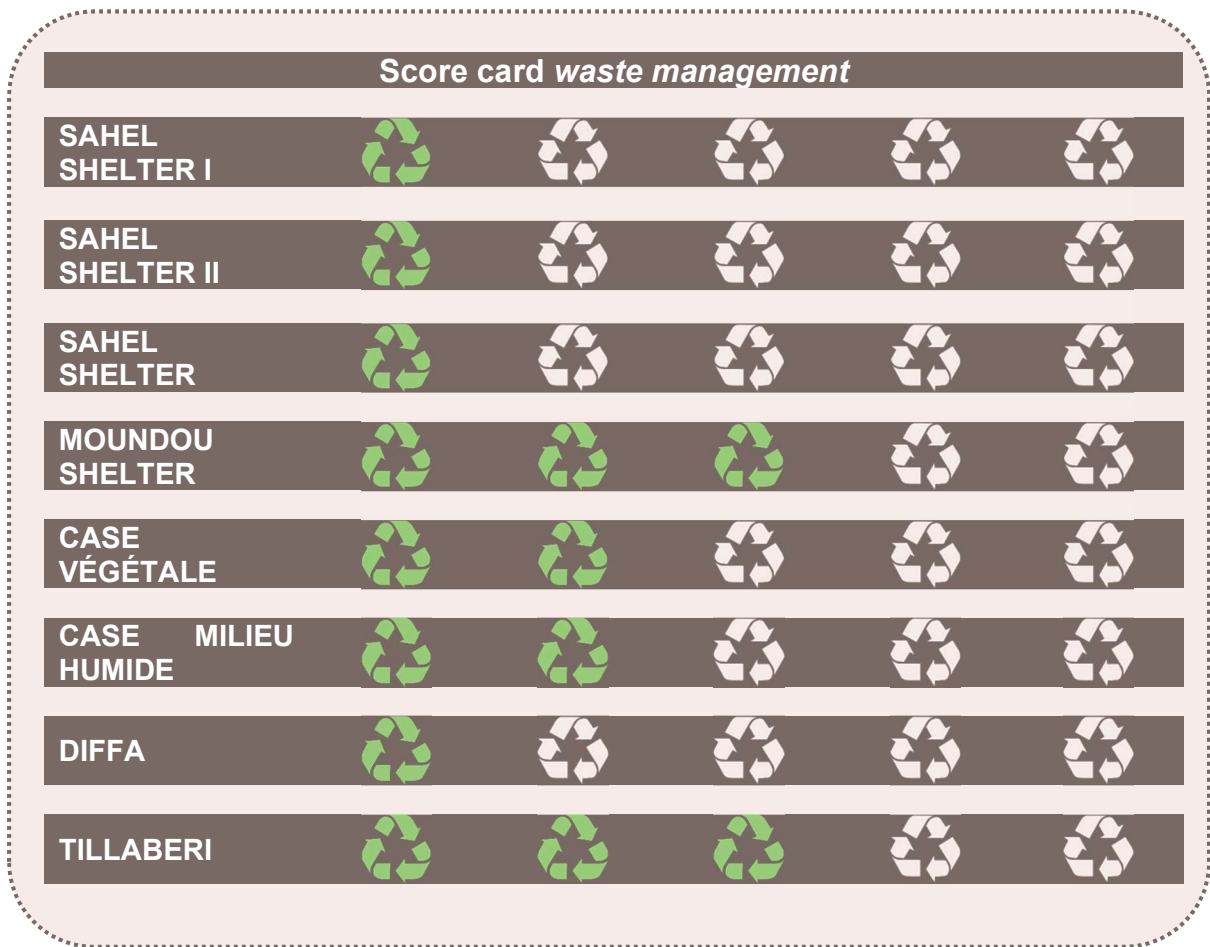 Score card waste management
SAHEL
SHELTER I
SAHEL
SHELTER II
SAHEL
SHELTER
MOUNDOU
SHELTER
CASE
VÉGÉTALE
CASE MILIEU
HUMIDE
DIFFA
TILLABERI